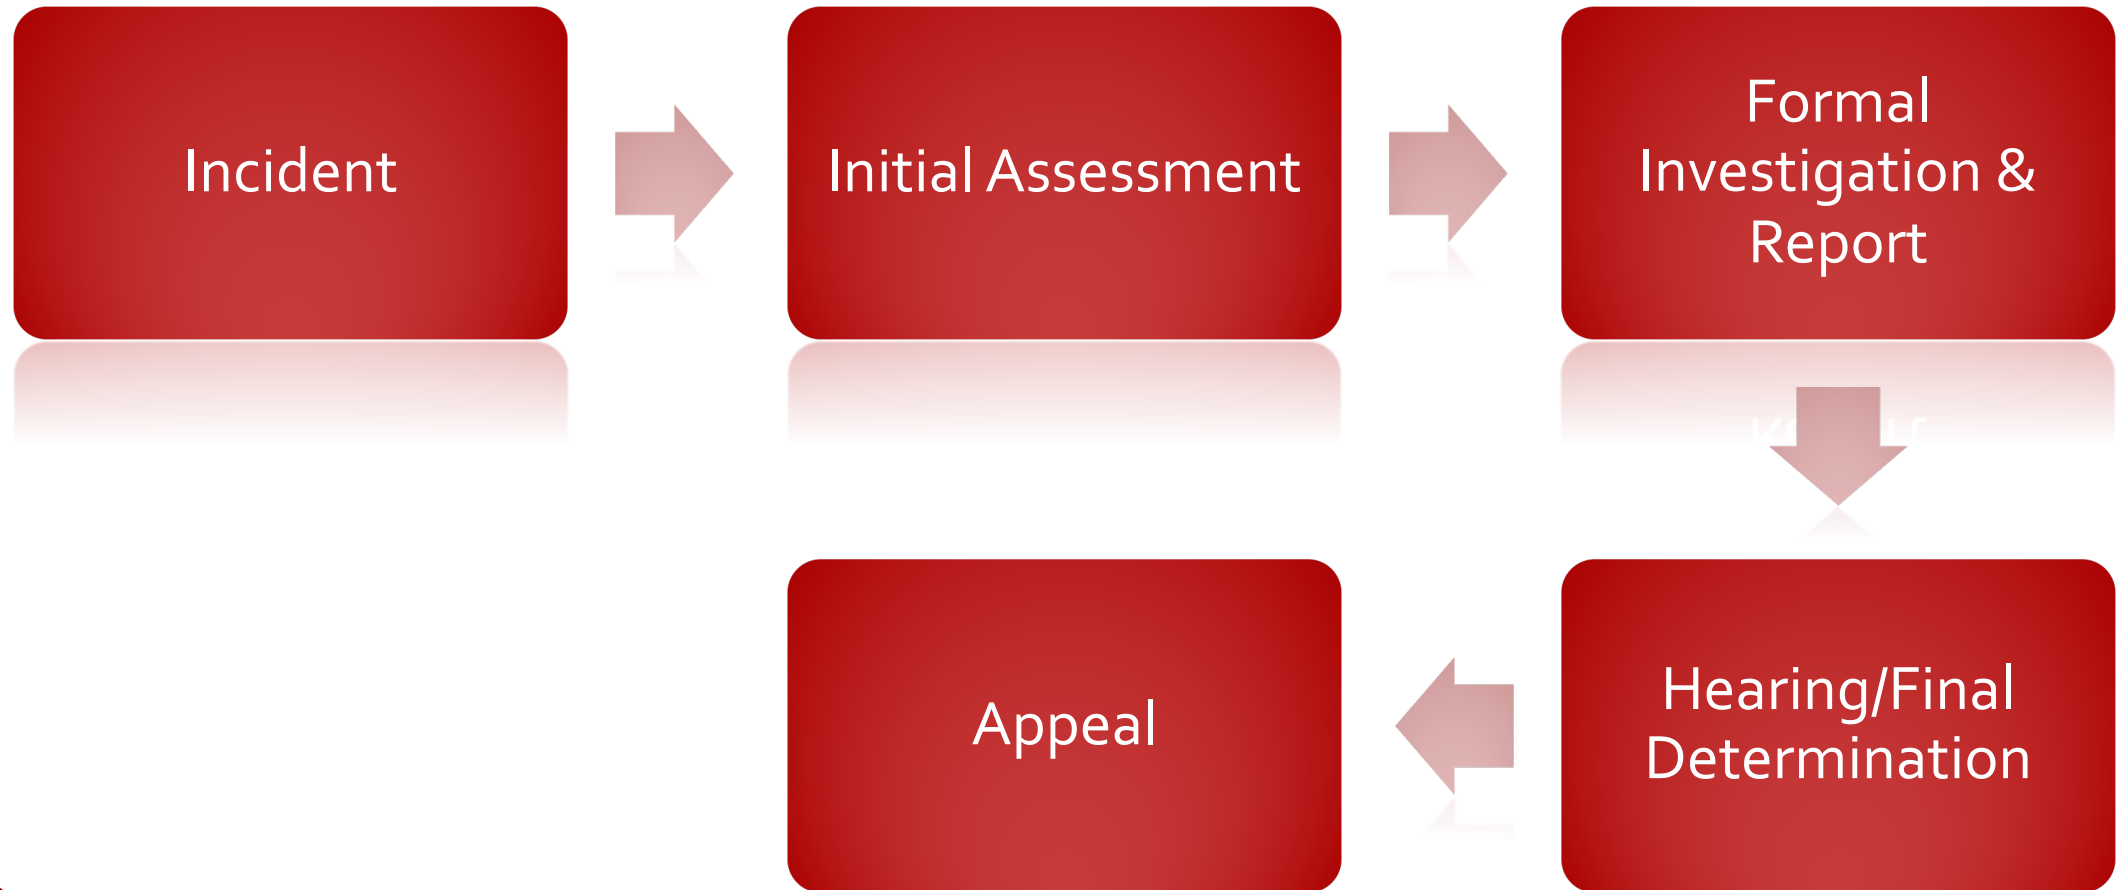 Incident
Initial Assessment
Formal
Investigation &
Report
Hearing/Final
Determination
Appeal